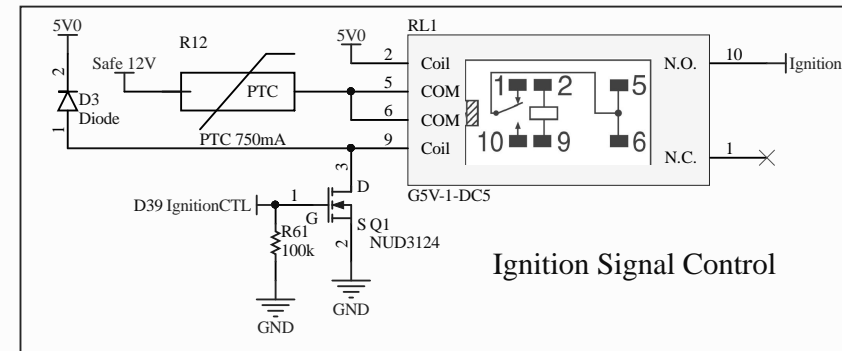 5V0
R12
5V0
RL1
Safe 12V
2
Coil
N.O.
10
Ignition
2
PTC
5
COM
1
2
5
D3
Diode
6
COM
10
9
6
1
PTC 750mA
9
Coil
N.C.
1
3
G5V-1-DC5
D
D39 IgnitionCTL
1
G
S Q1
R61
100k
2
NUD3124
Ignition Signal Control
GND
GND